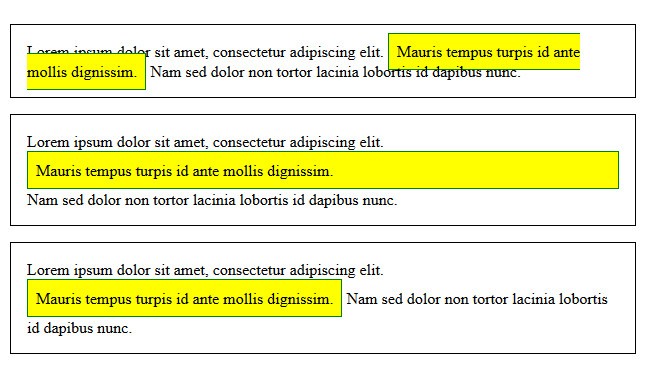 Lorem ipsum dolor sit amet, consectetur adipiscing elit. Mauris tempus turpis id ante
mollis dignissim. Nam sed dolor non tortor lacinia lobortis id dapibus nunc.
Lorem ipsum dolor sit amet, consectetur adipiscing elit.
Mauris tempus turpis id ante mollis dignissim.
Nam sed dolor non tortor lacinia lobortis id dapibus nunc.
Lorem ipsum dolor sit amet, consectetur adipiscing elit.
Mauris tempus turpis id ante mollis dignissim. Nam sed dolor non tortor lacinia lobortis
id dapibus nunc.